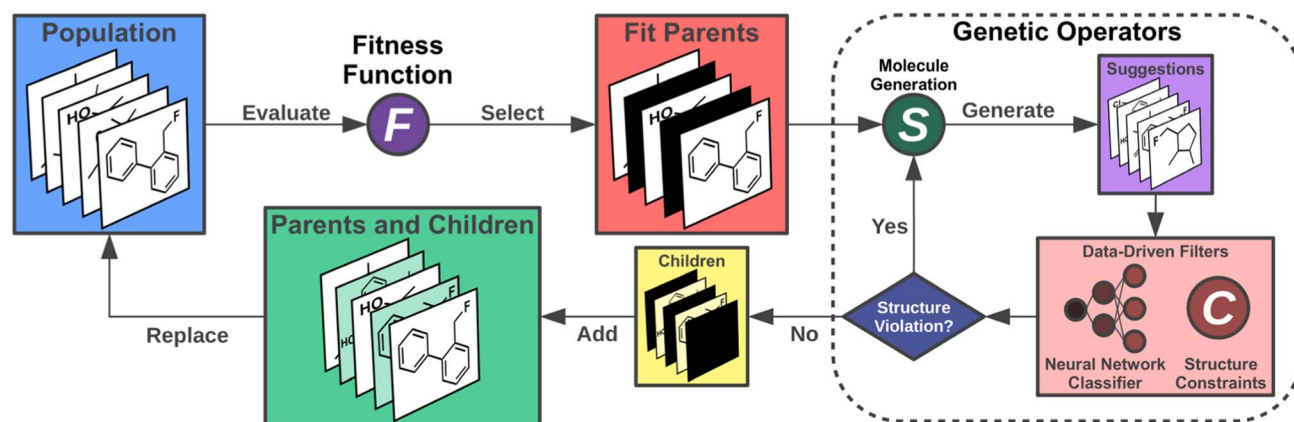 Population
HO
F
Evaluate
Fitness
Function
F
Select
Fit Parents
HO
F
Genetic Operators
Molecule
Generation
S
Generate
Suggestions
F
Yes
Data-Driven Filters
C
Neural Network
Classifier
Structure
Constraints
Structure
Violation?
No
Children
Add
Parents and Children
HO
F
Replace